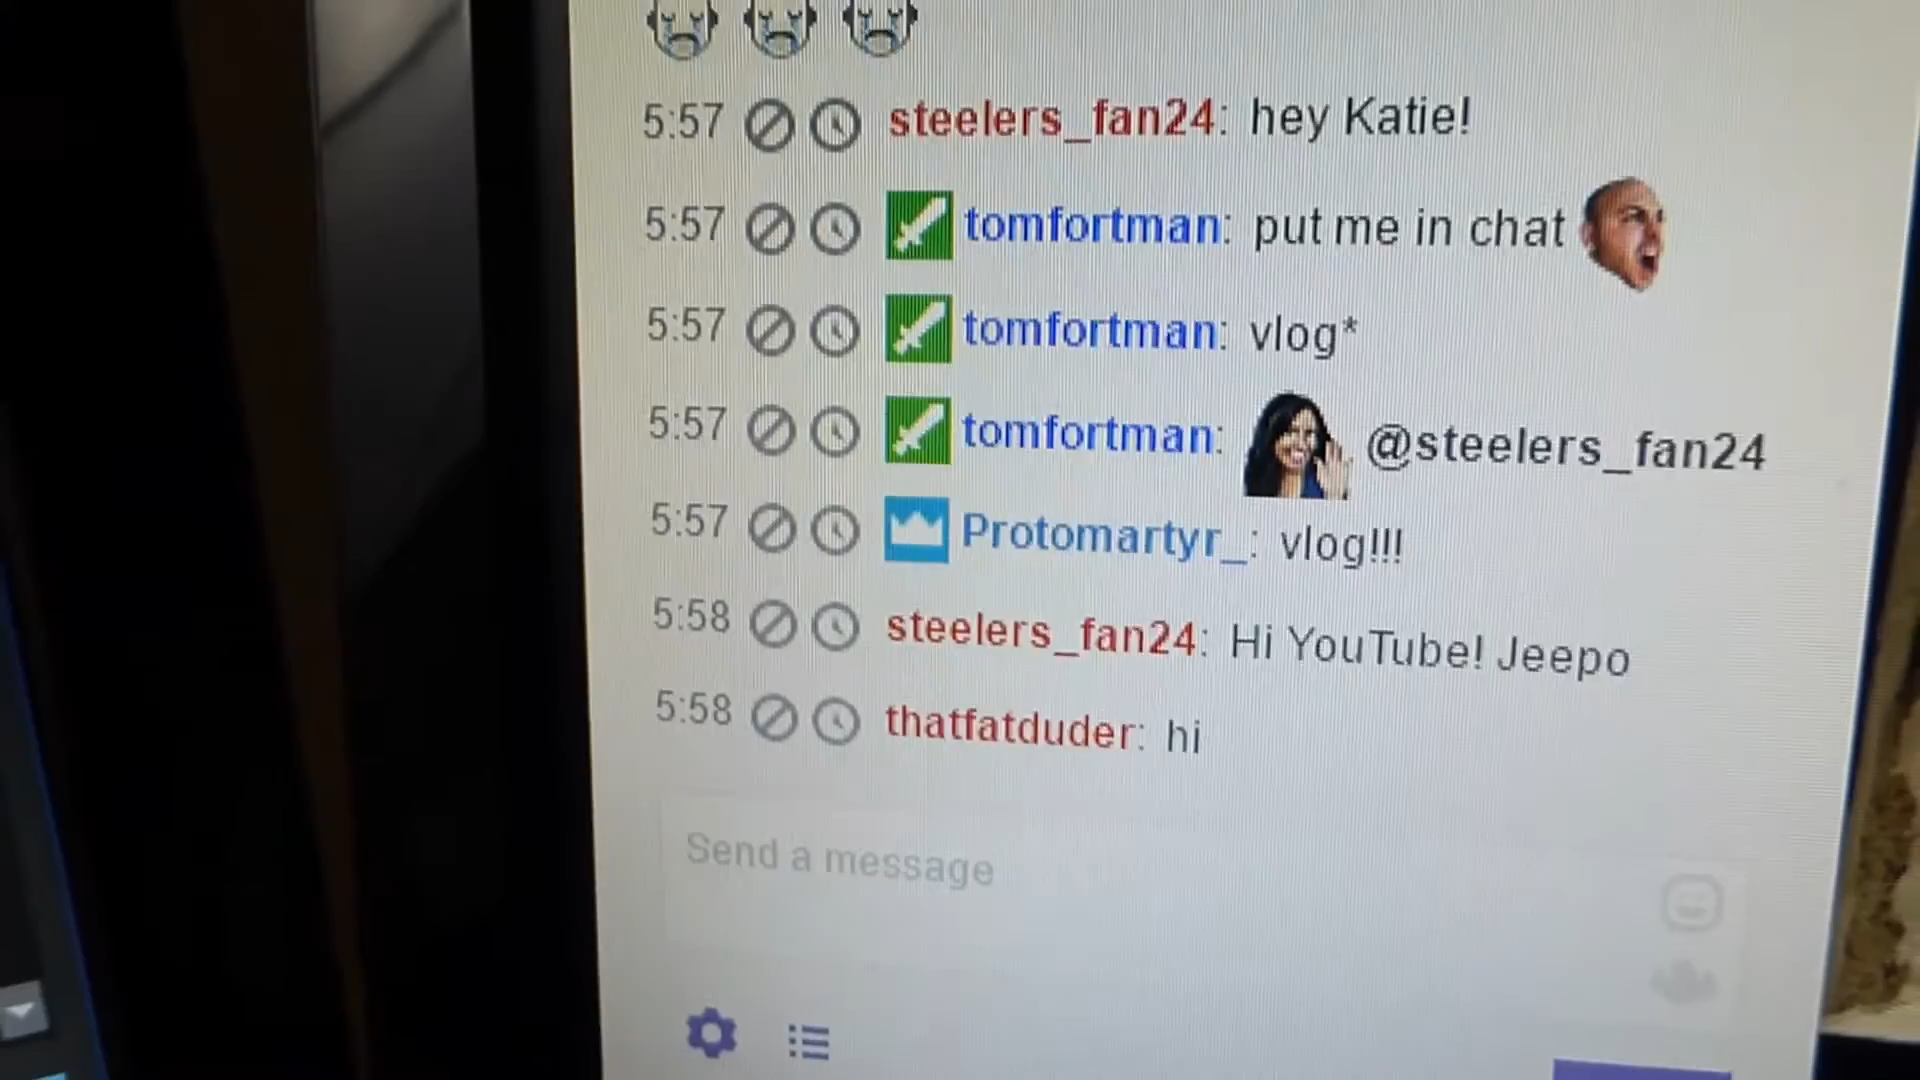 5:57 steelers_fan24: hey Katie!
5:57 tomfortman: put me in chat
5:57 tomfortman: vlog*
5:57 tomfortman: @steelers_fan24
5:57 Protomartyr_: vlog!!!
5:58 steelers_fan24: Hi YouTube! Jeepo
5:58 thatfatduder: hi
Send a message